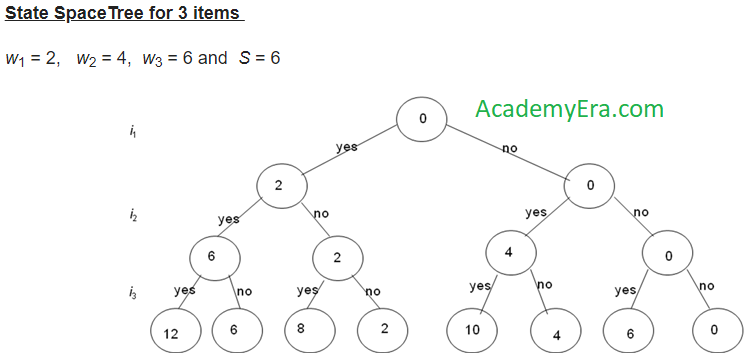 State SpaceTree for 3 items
w₁ = 2, w₂ = 4, w₃ = 6 and S = 6
AcademyEra.com
0
i₁
yes no
2 0
i₂ yes no yes no
6 2 4 0
i₃ yes no yes no yes no yes no
12 6 8 2 10 4 6 0